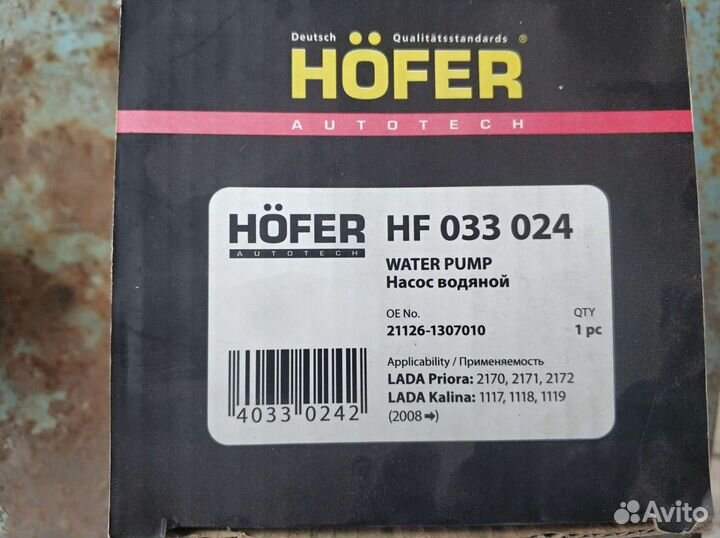 Deutsch Qualitätsstandards ®
HÖFER
AUTOTECH
HÖFER
AUTOTECH
HF 033 024
WATER PUMP
Насос водяной
OE No.
QTY
21126-1307010
1 pc
Applicability / Применяемость
LADA Priora: 2170, 2171, 2172
LADA Kalina: 1117, 1118, 1119
(2008 ➡)
4033 0242
Avito